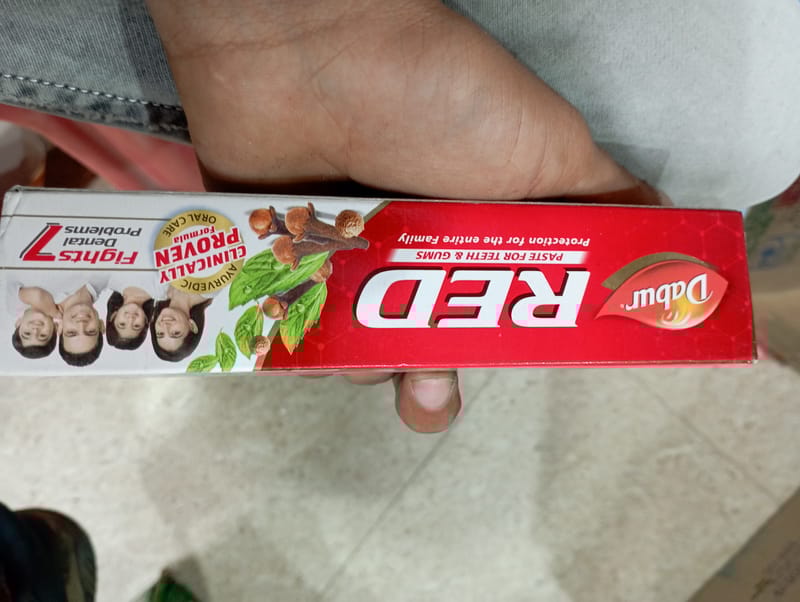 Dabur
RED
PASTE FOR TEETH & GUMS
Protection for the entire Family
AYURVEDIC
CLINICALLY
PROVEN
Formula
ORAL CARE
Fights
7
Dental
Problems